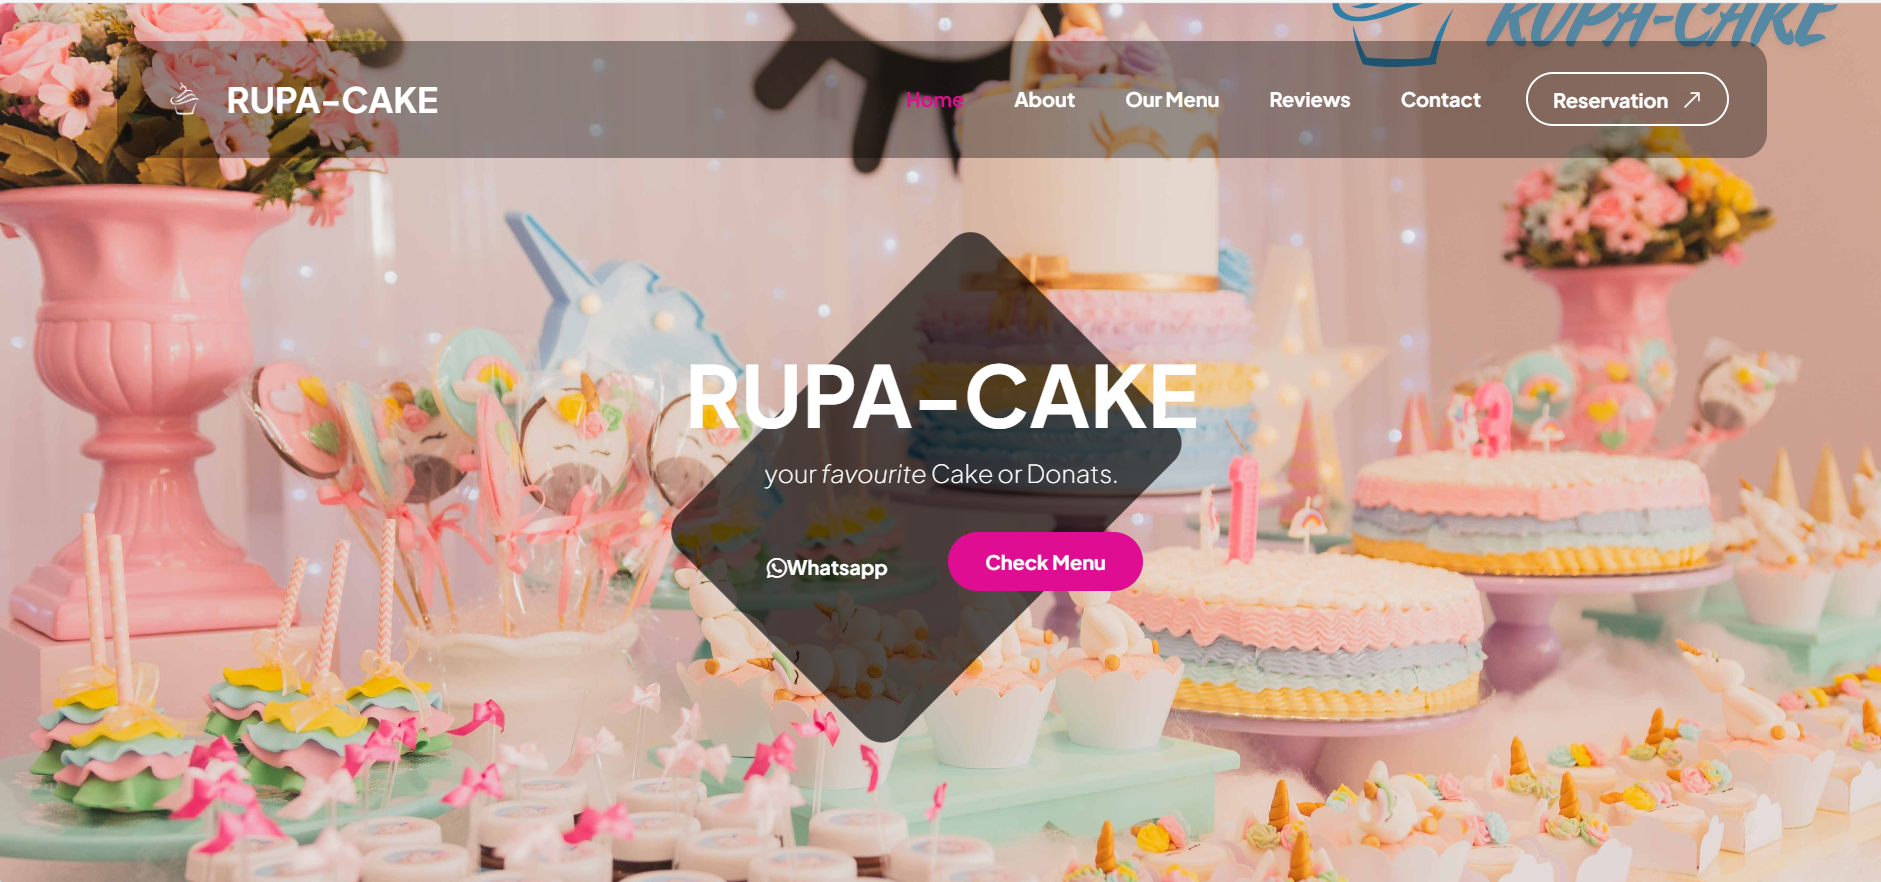 RUPA-CAKE
RUPA-CAKE
Home
About
Our Menu
Reviews
Contact
Reservation
RUPA-CAKE
your favourite Cake or Donats.
Whatsapp
Check Menu